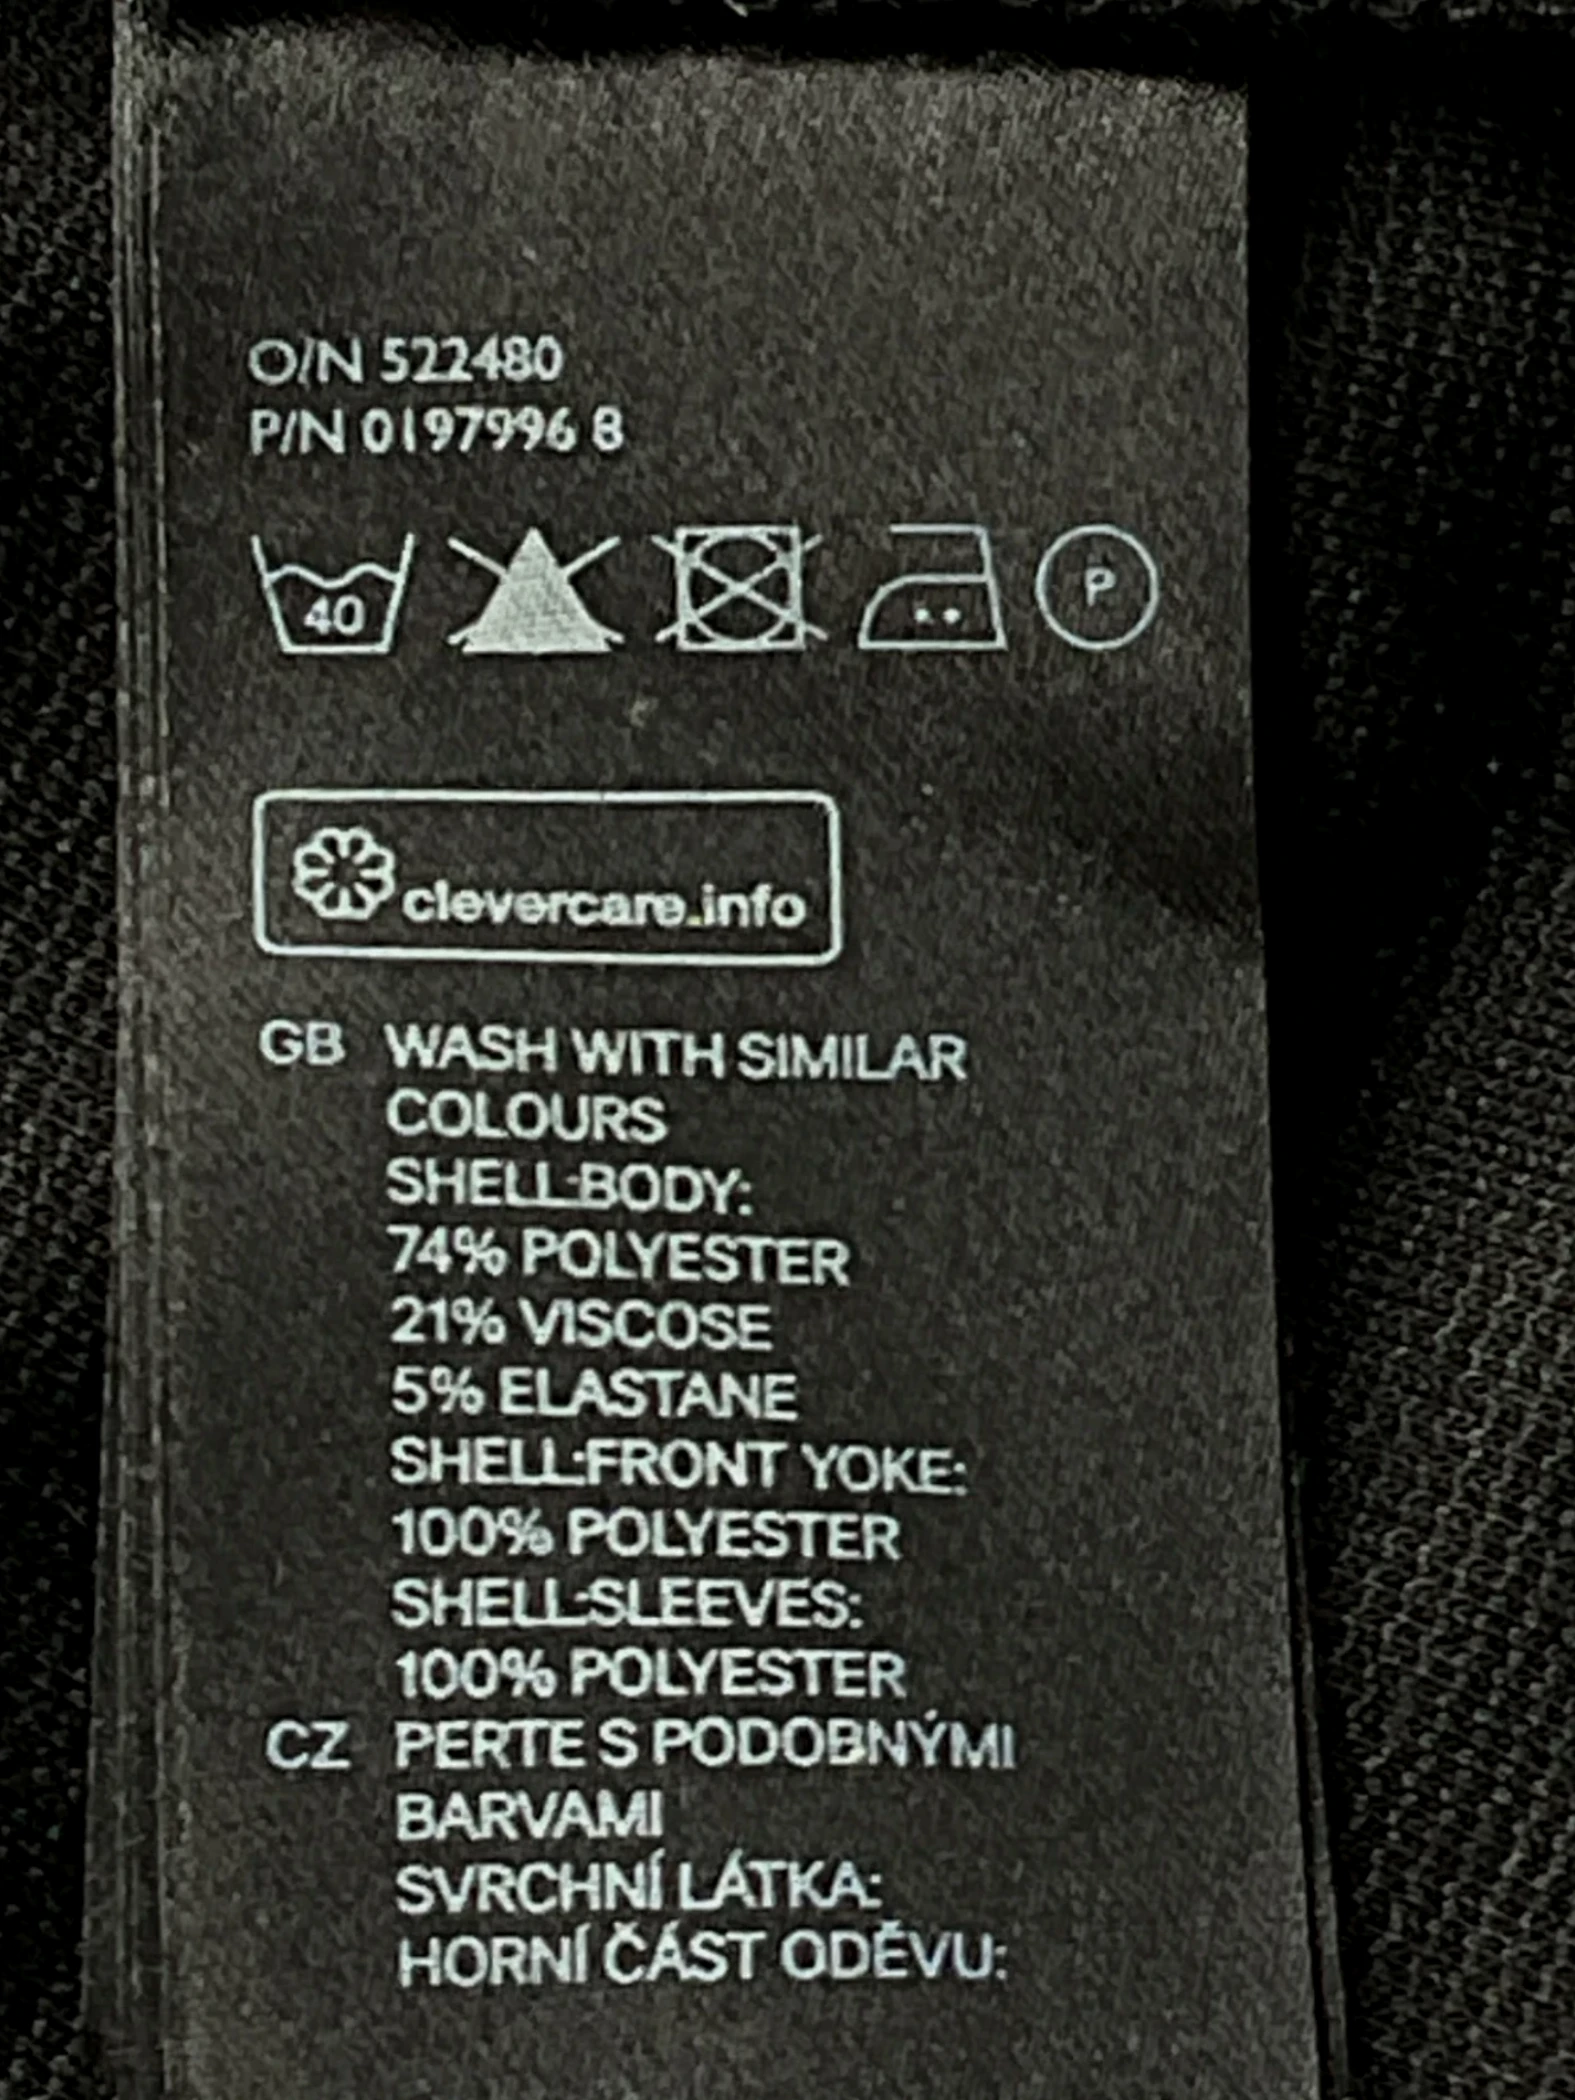 O/N 522480
P/N 0197996 8
40
P
clevercare.info
GB WASH WITH SIMILAR
COLOURS
SHELL:BODY:
74% POLYESTER
21% VISCOSE
5% ELASTANE
SHELL:FRONT YOKE:
100% POLYESTER
SHELL:SLEEVES:
100% POLYESTER
CZ PERTE S PODOBNÝMI
BARVAMI
SVRCHNÍ LÁTKA:
HORNÍ ČÁST ODĚVU: